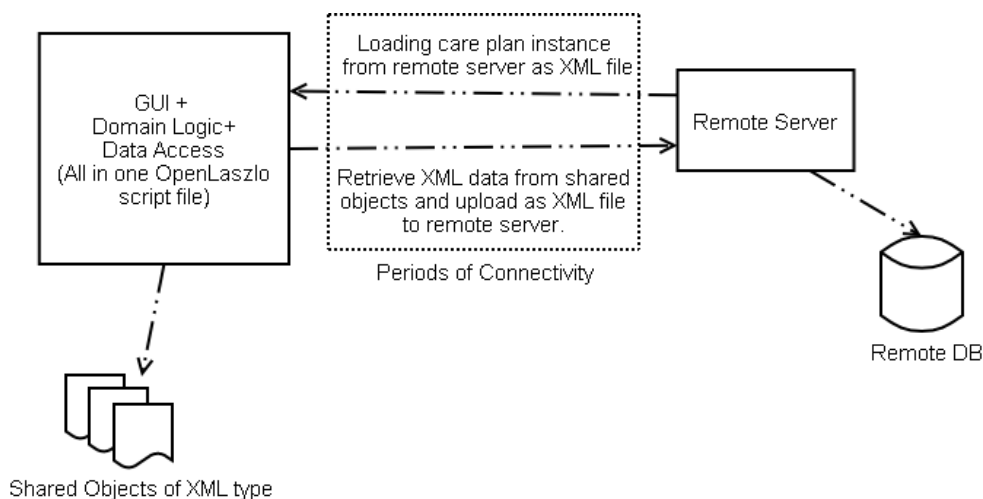 GUI +
Domain Logic+
Data Access
(All in one OpenLaszlo
script file)
Loading care plan instance
from remote server as XML file
Retrieve XML data from shared
objects and upload as XML file
to remote server.
Periods of Connectivity
Remote Server
Remote DB
Shared Objects of XML type